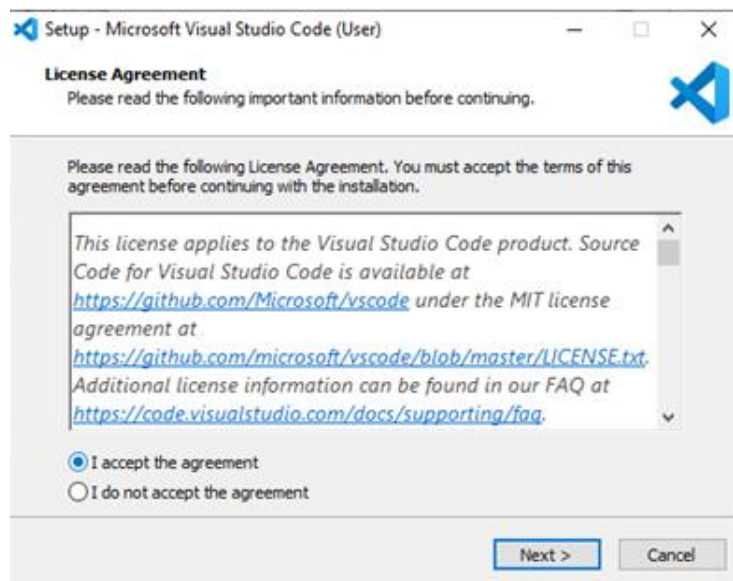 Setup - Microsoft Visual Studio Code (User)
License Agreement
Please read the following important information before continuing.
Please read the following License Agreement. You must accept the terms of this
agreement before continuing with the installation.
This license applies to the Visual Studio Code product. Source
Code for Visual Studio Code is available at
https://github.com/Microsoft/vscode under the MIT license
agreement at
https://github.com/microsoft/vscode/blob/master/LICENSE.txt.
Additional license information can be found in our FAQ at
https://code.visualstudio.com/docs/supporting/faq.
I accept the agreement
I do not accept the agreement
Next >
Cancel